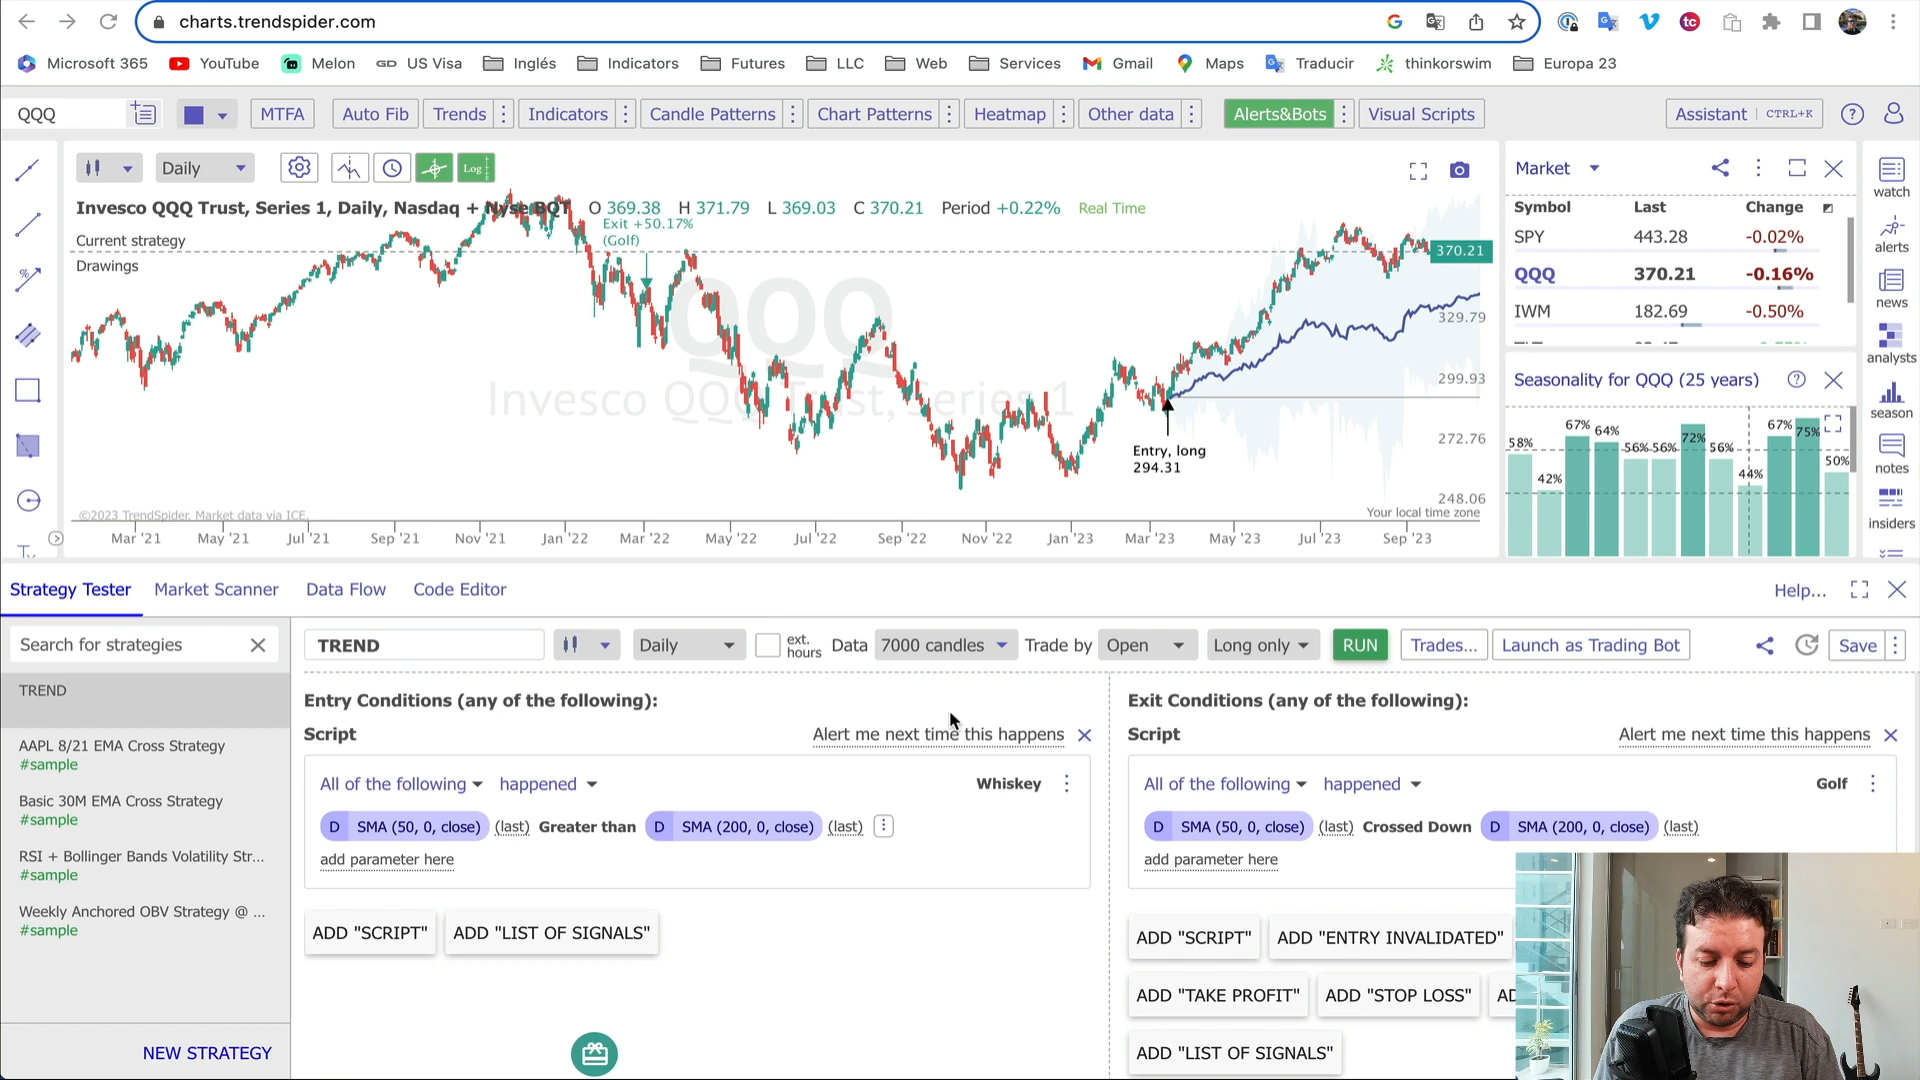 charts.trendspider.com
Microsoft 365 YouTube Melon US Visa Inglés Indicators Futures LLC Web Services Gmail Maps Traducir thinkorswim Europa 23
QQQ MTFA Auto Fib Trends Indicators Candle Patterns Chart Patterns Heatmap Other data Alerts&Bots Visual Scripts Assistant CTRL+K
Daily Log
Invesco QQQ Trust, Series 1, Daily, Nasdaq + Nyse BQT O 369.38 H 371.79 L 369.03 C 370.21 Period +0.22% Real Time
Exit +50.17%
(Golf)
Current strategy
Drawings
370.21
329.79
299.93
272.76
248.06
QQQ
Invesco QQQ Trust, Series 1
Entry, long
294.31
©2023 TrendSpider. Market data via ICE.
Your local time zone
Mar '21 May '21 Jul '21 Sep '21 Nov '21 Jan '22 Mar '22 May '22 Jul '22 Sep '22 Nov '22 Jan '23 Mar '23 May '23 Jul '23 Sep '23
Market
Symbol Last Change
SPY 443.28 -0.02%
QQQ 370.21 -0.16%
IWM 182.69 -0.50%
Seasonality for QQQ (25 years)
58% 42% 67% 64% 56% 56% 72% 56% 44% 67% 75% 50%
watch
alerts
news
analysts
season
notes
insiders
Strategy Tester Market Scanner Data Flow Code Editor Help...
Search for strategies
TREND Daily ext. hours Data 7000 candles Trade by Open Long only RUN Trades... Launch as Trading Bot Save
TREND
AAPL 8/21 EMA Cross Strategy
#sample
Basic 30M EMA Cross Strategy
#sample
RSI + Bollinger Bands Volatility Str...
#sample
Weekly Anchored OBV Strategy @ ...
#sample
NEW STRATEGY
Entry Conditions (any of the following):
Script Alert me next time this happens
All of the following happened Whiskey
D SMA (50, 0, close) (last) Greater than D SMA (200, 0, close) (last)
add parameter here
ADD "SCRIPT" ADD "LIST OF SIGNALS"
Exit Conditions (any of the following):
Script Alert me next time this happens
All of the following happened Golf
D SMA (50, 0, close) (last) Crossed Down D SMA (200, 0, close) (last)
add parameter here
ADD "SCRIPT" ADD "ENTRY INVALIDATED"
ADD "TAKE PROFIT" ADD "STOP LOSS"
ADD "LIST OF SIGNALS"